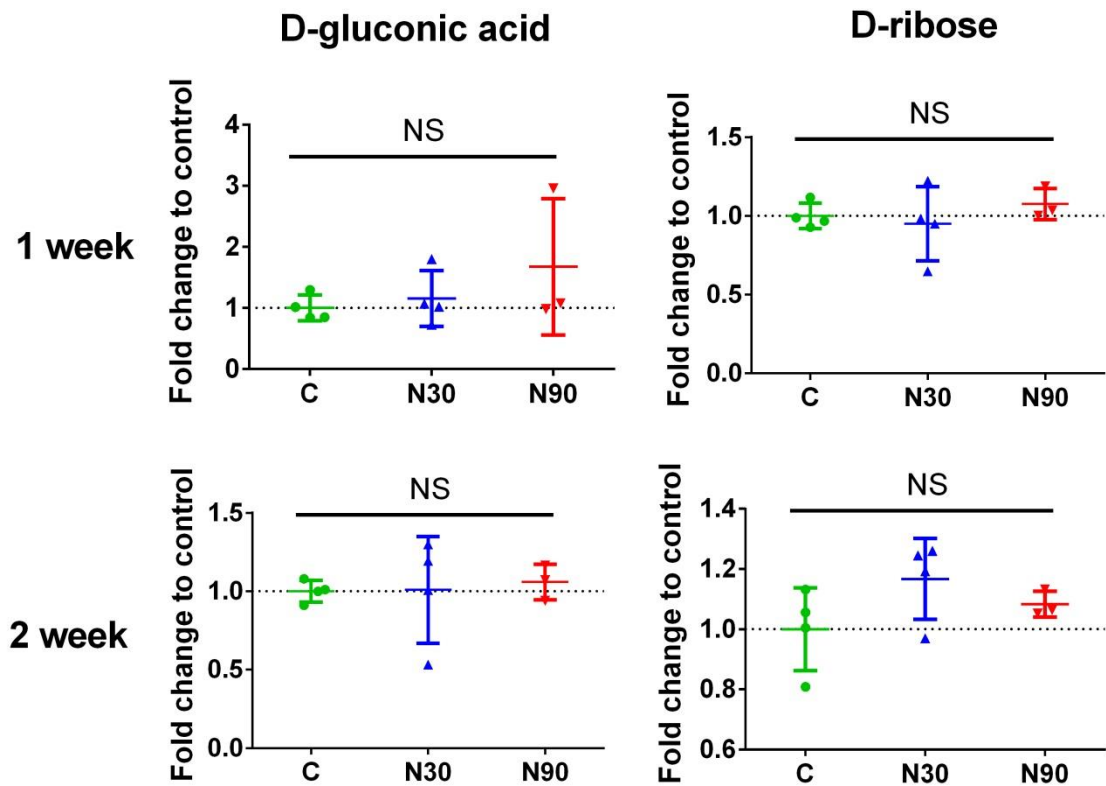 D-gluconic acid
D-ribose
1 week
Fold change to control
NS
4
3
2
1
0
C N30 N90
Fold change to control
NS
1.5
1.0
0.5
0.0
C N30 N90
2 week
Fold change to control
NS
1.5
1.0
0.5
0.0
C N30 N90
Fold change to control
NS
1.4
1.2
1.0
0.8
0.6
C N30 N90